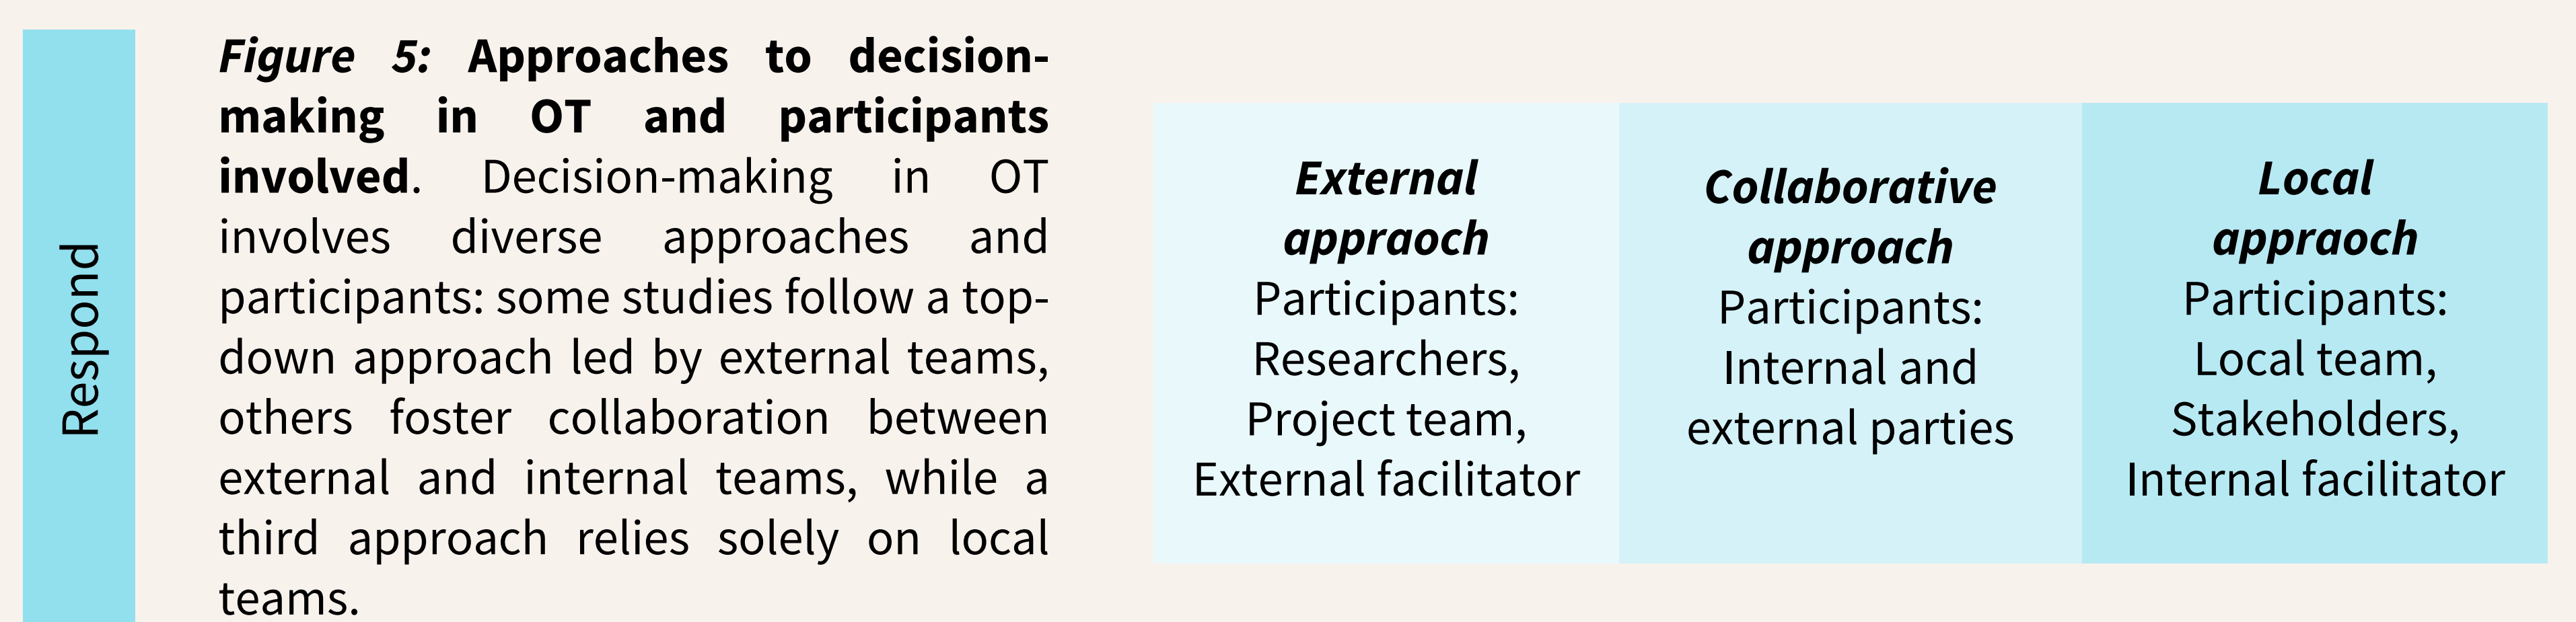 Respond
Figure 5: Approaches to decision-
making in OT and participants
involved. Decision-making in OT
involves diverse approaches and
participants: some studies follow a top-
down approach led by external teams,
others foster collaboration between
external and internal teams, while a
third approach relies solely on local
teams.
External
appraoch
Participants:
Researchers,
Project team,
External facilitator
Collaborative
approach
Participants:
Internal and
external parties
Local
appraoch
Participants:
Local team,
Stakeholders,
Internal facilitator